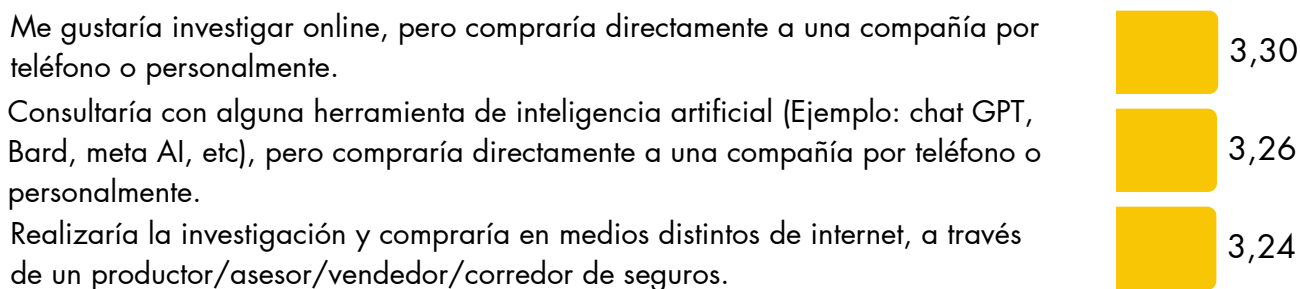 Me gustaría investigar online, pero compraría directamente a una compañía por
teléfono o personalmente.
3,30
Consultaría con alguna herramienta de inteligencia artificial (Ejemplo: chat GPT,
Bard, meta AI, etc), pero compraría directamente a una compañía por teléfono o
personalmente.
3,26
Realizaría la investigación y compraría en medios distintos de internet, a través
de un productor/asesor/vendedor/corredor de seguros.
3,24